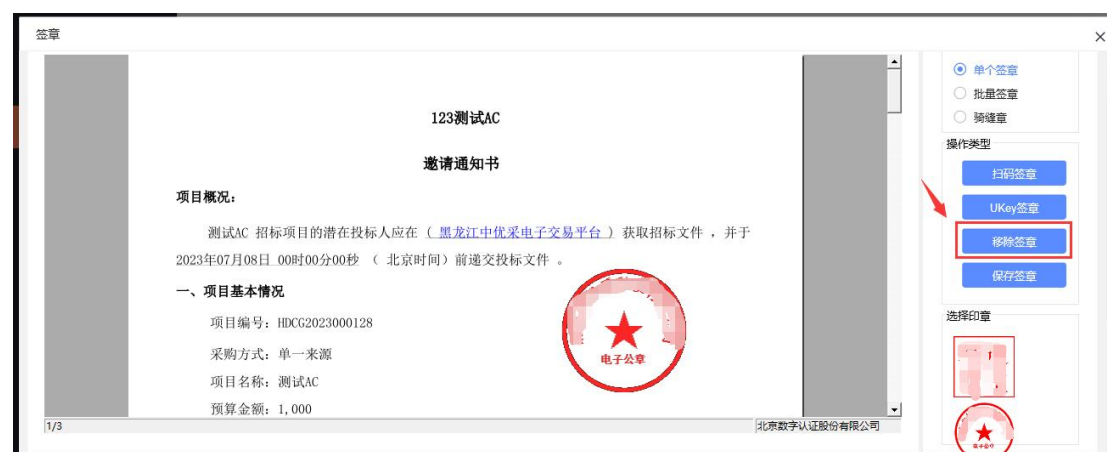 签章
×
123测试AC
邀请通知书
项目概况：
测试AC 招标项目的潜在投标人应在 （ 黑龙江中优采电子交易平台 ）获取招标文件 ，并于
2023年07月08日 00时00分00秒 （ 北京时间）前递交投标文件 。
一、项目基本情况
项目编号：HDCG2023000128
采购方式：单一来源
项目名称：测试AC
预算金额：1,000
电子公章
1/3
北京数字认证股份有限公司
单个签章
批量签章
骑缝章
操作类型
扫码签章
UKey签章
移除签章
保存签章
选择印章
电子公章